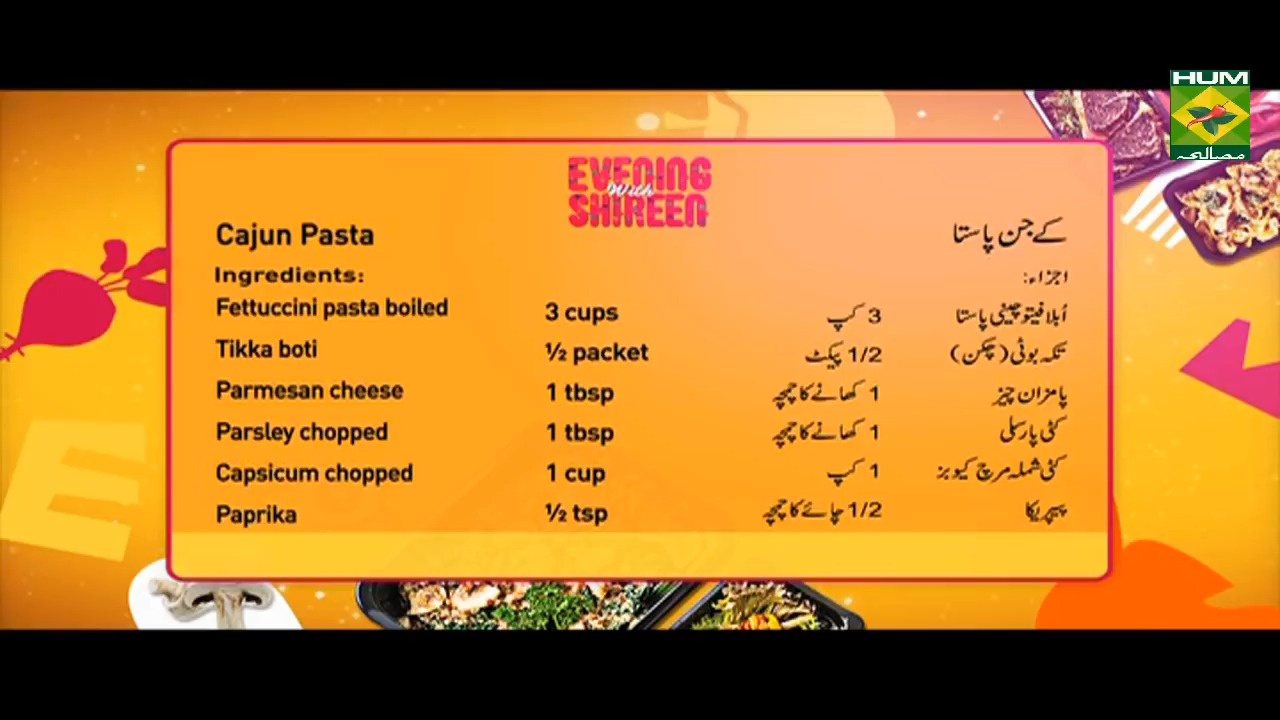 HUM
مصالحہ
EVENING
With
SHIREEN
Cajun Pasta کے جن پاستا
Ingredients: اجزاء:
Fettuccini pasta boiled 3 cups 3 کپ اُبلا فیتوچینی پاستا
Tikka boti ½ packet 1/2 پیکٹ تکہ بوٹی (چکن)
Parmesan cheese 1 tbsp 1 کھانے کا چمچہ پامزان چیز
Parsley chopped 1 tbsp 1 کھانے کا چمچہ کٹی پارسلی
Capsicum chopped 1 cup 1 کپ کٹی شملہ مرچ کیوبز
Paprika ½ tsp 1/2 چائے کا چمچہ پیپریکا